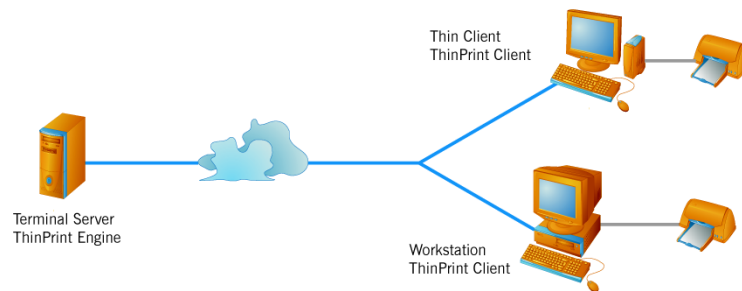 Thin Client
ThinPrint Client
Terminal Server
ThinPrint Engine
Workstation
ThinPrint Client